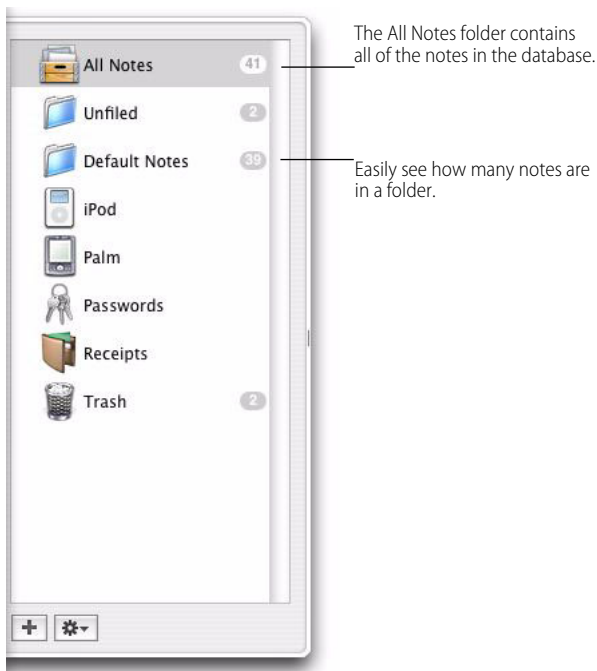 All Notes 41
Unfiled 2
Default Notes 39
iPod
Palm
Passwords
Receipts
Trash 2
The All Notes folder contains
all of the notes in the database.
Easily see how many notes are
in a folder.